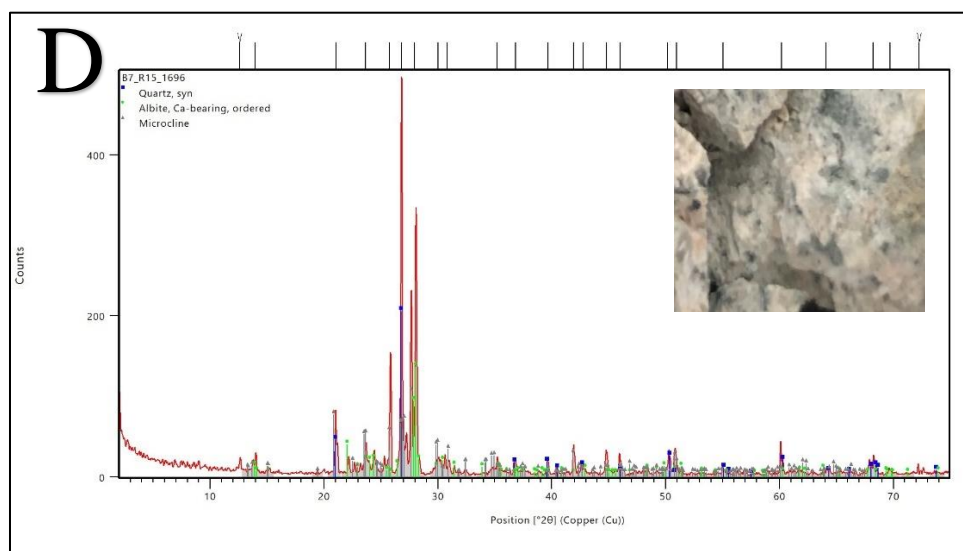 D
B7_R15_1696
Quartz, syn
Albite, Ca-bearing, ordered
Microcline
Counts
400
200
0
10 20 30 40 50 60 70
Position [°2θ] (Copper (Cu))